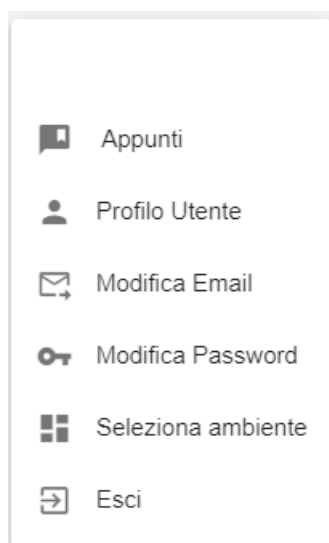 Appunti
Profilo Utente
Modifica Email
Modifica Password
Seleziona ambiente
Esci